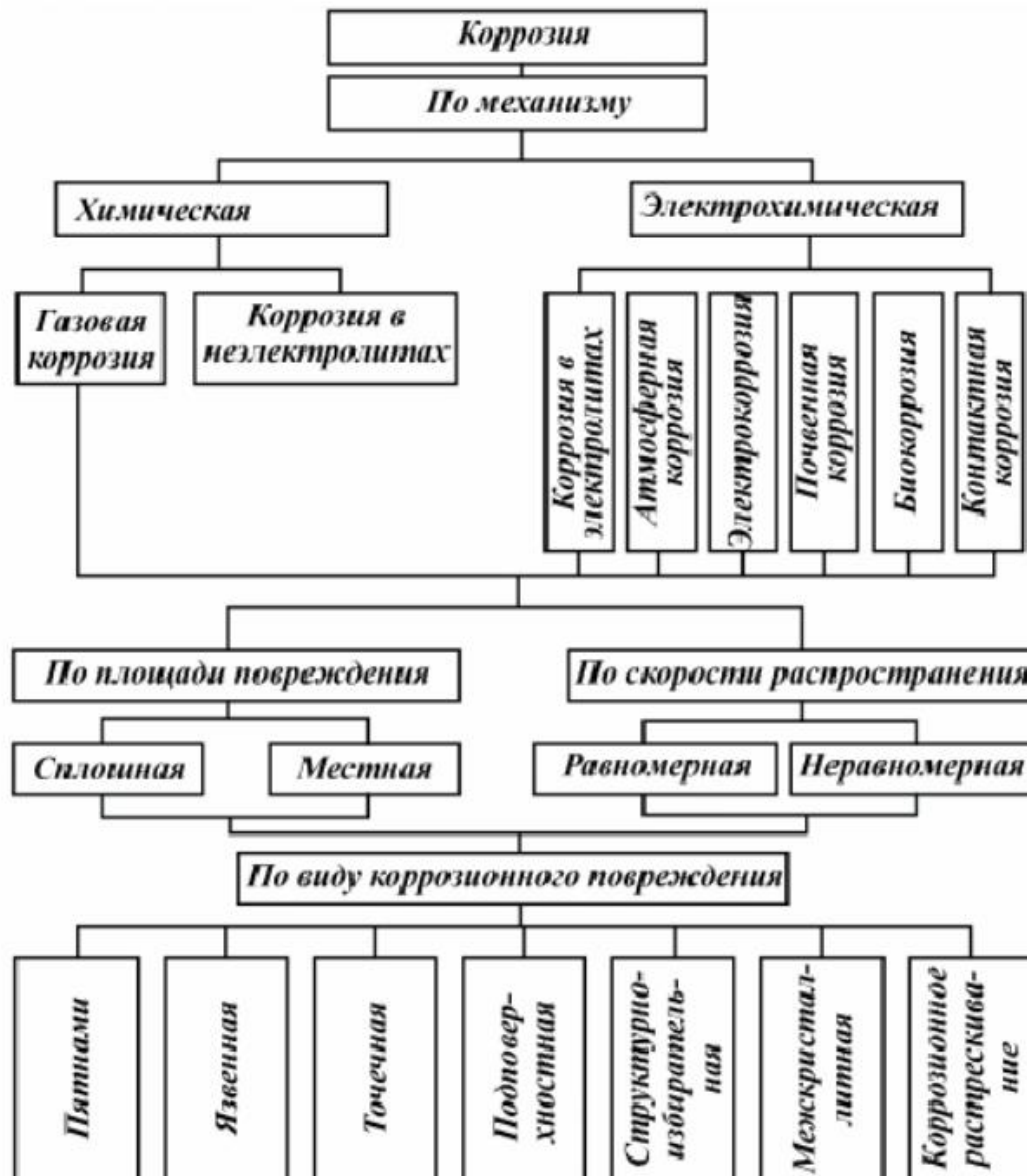 Коррозия
По механизму
Химическая
Электрохимическая
Газовая
коррозия
Коррозия в
неэлектролитах
Коррозия в
электролитах
Атмосферная
коррозия
Электрокоррозия
Почвенная
коррозия
Биокоррозия
Контактная
коррозия
По площади повреждения
По скорости распространения
Сплошная
Местная
Равномерная
Неравномерная
По виду коррозионного повреждения
Пятнами
Язвенная
Точечная
Подповер-
хностная
Структурно-
избиратель-
ная
Межкристал-
литная
Коррозионное
растрескива-
ние